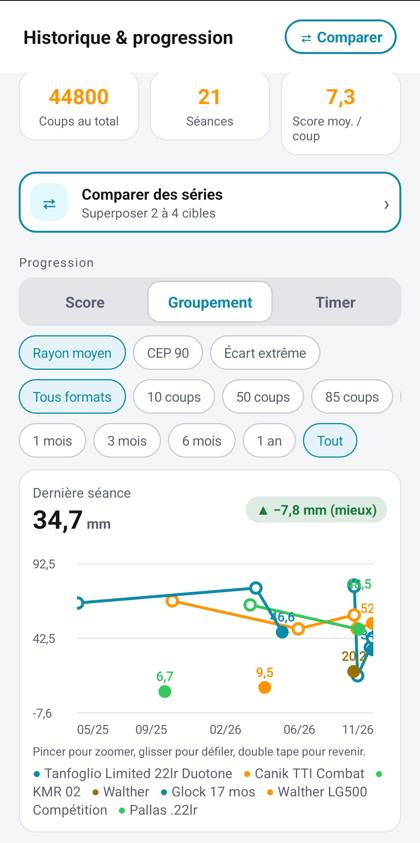 Historique & progression
⇄ Comparer
44800
Coups au total
21
Séances
7,3
Score moy. /
coup
⇄
Comparer des séries
Superposer 2 à 4 cibles
›
Progression
Score Groupement Timer
Rayon moyen CEP 90 Écart extrême
Tous formats 10 coups 50 coups 85 coups
1 mois 3 mois 6 mois 1 an Tout
Dernière séance
34,7 mm
▲ −7,8 mm (mieux)
92,5
42,5
-7,6
6,7
9,5
05/25 09/25 02/26 06/26 11/26
Pincer pour zoomer, glisser pour défiler, double tape pour revenir.
● Tanfoglio Limited 22lr Duotone ● Canik TTI Combat ●
KMR 02 ● Walther ● Glock 17 mos ● Walther LG500
Compétition ● Pallas .22lr